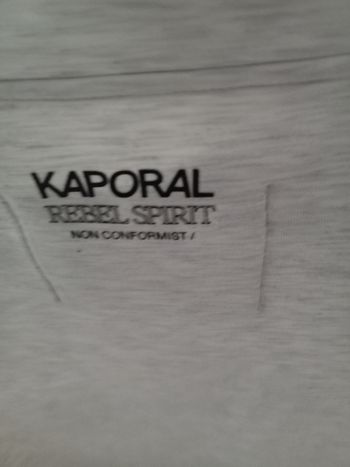 KAPORAL
REBEL SPIRIT
NON CONFORMIST /